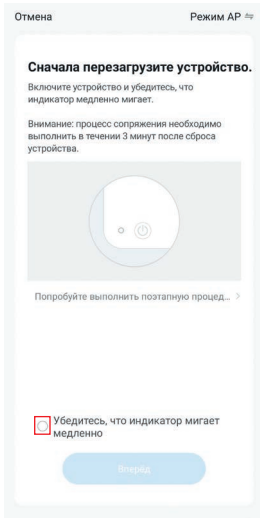 Отмена Режим AP
Сначала перезагрузите устройство.
Включите устройство и убедитесь, что
индикатор медленно мигает.
Внимание: процесс сопряжения необходимо
выполнить в течении 3 минут после сброса
устройства.
Попробуйте выполнить поэтапную процед... >
Убедитесь, что индикатор мигает
медленно
Вперёд